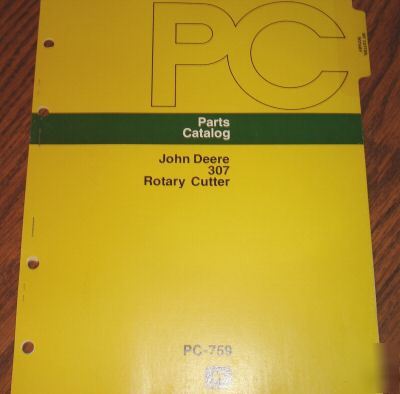 PC
Parts
Catalog
John Deere
307
Rotary Cutter
PC-759